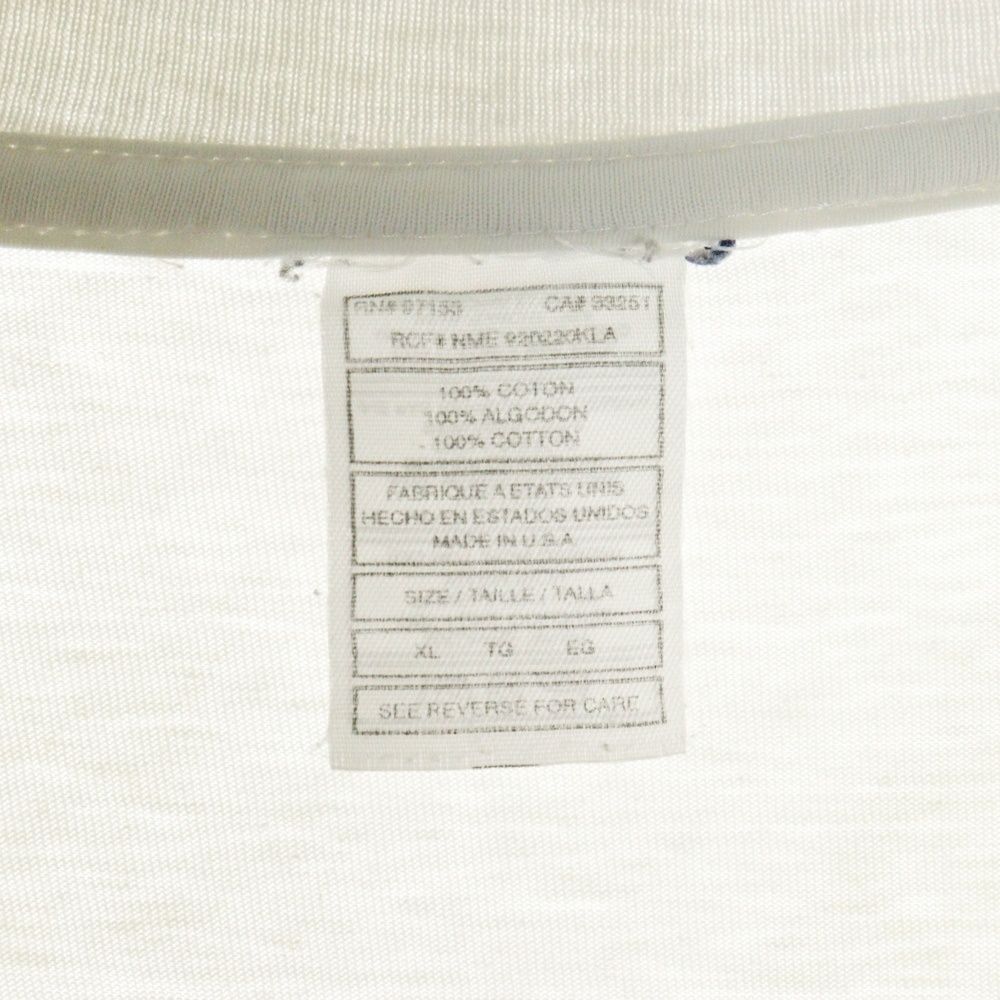 RN# 97153 CA# 33251
RCF# NME 920220KLA
100% COTON
100% ALGODON
100% COTTON
FABRIQUE A ETATS UNIS
HECHO EN ESTADOS UNIDOS
MADE IN U.S.A
SIZE / TAILLE / TALLA
XL TG EG
SEE REVERSE FOR CARE